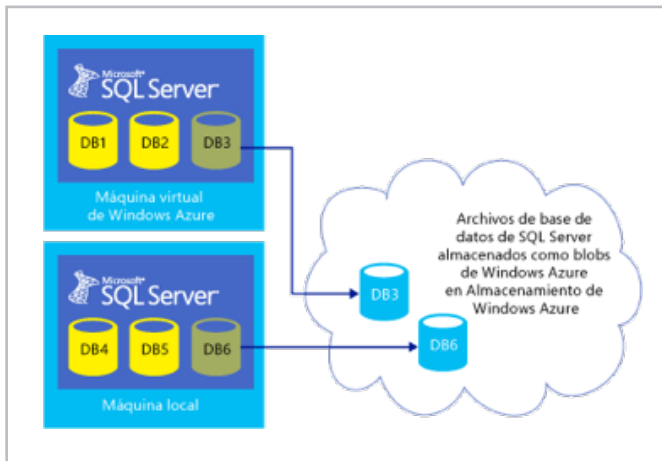 Microsoft®
SQL Server
DB1 DB2 DB3
Máquina virtual
de Windows Azure
Microsoft®
SQL Server
DB4 DB5 DB6
Máquina local
Archivos de base de
datos de SQL Server
almacenados como blobs
de Windows Azure
en Almacenamiento de
Windows Azure
DB3
DB6